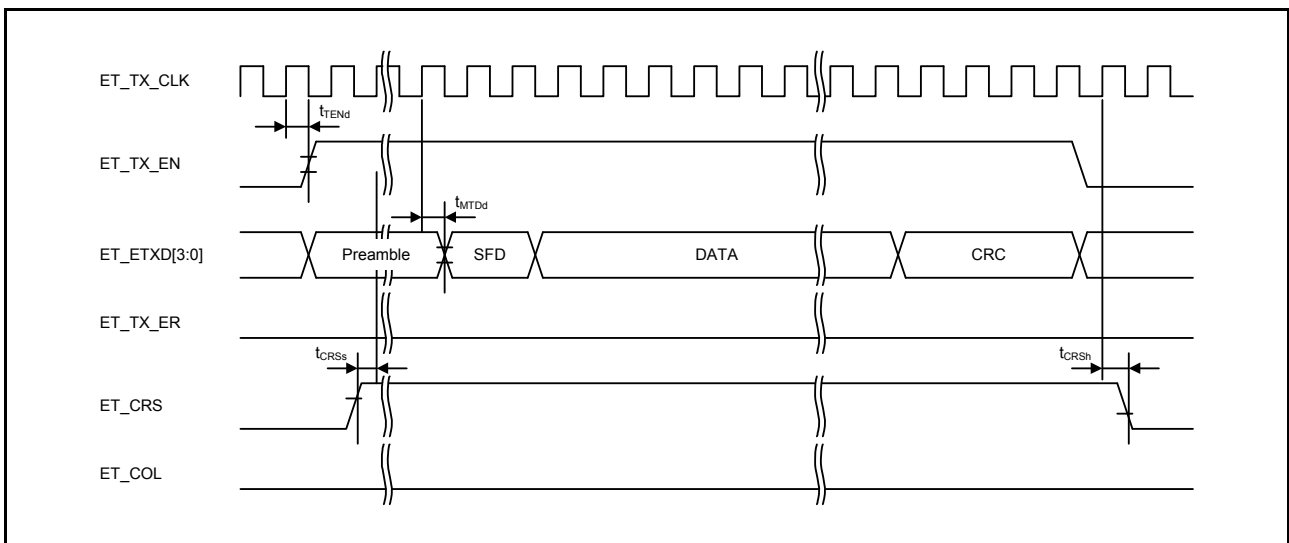 ET_TX_CLK
tTENd
ET_TX_EN
tMTDd
ET_ETXD[3:0]
Preamble
SFD
DATA
CRC
ET_TX_ER
tCRSs
tCRSh
ET_CRS
ET_COL